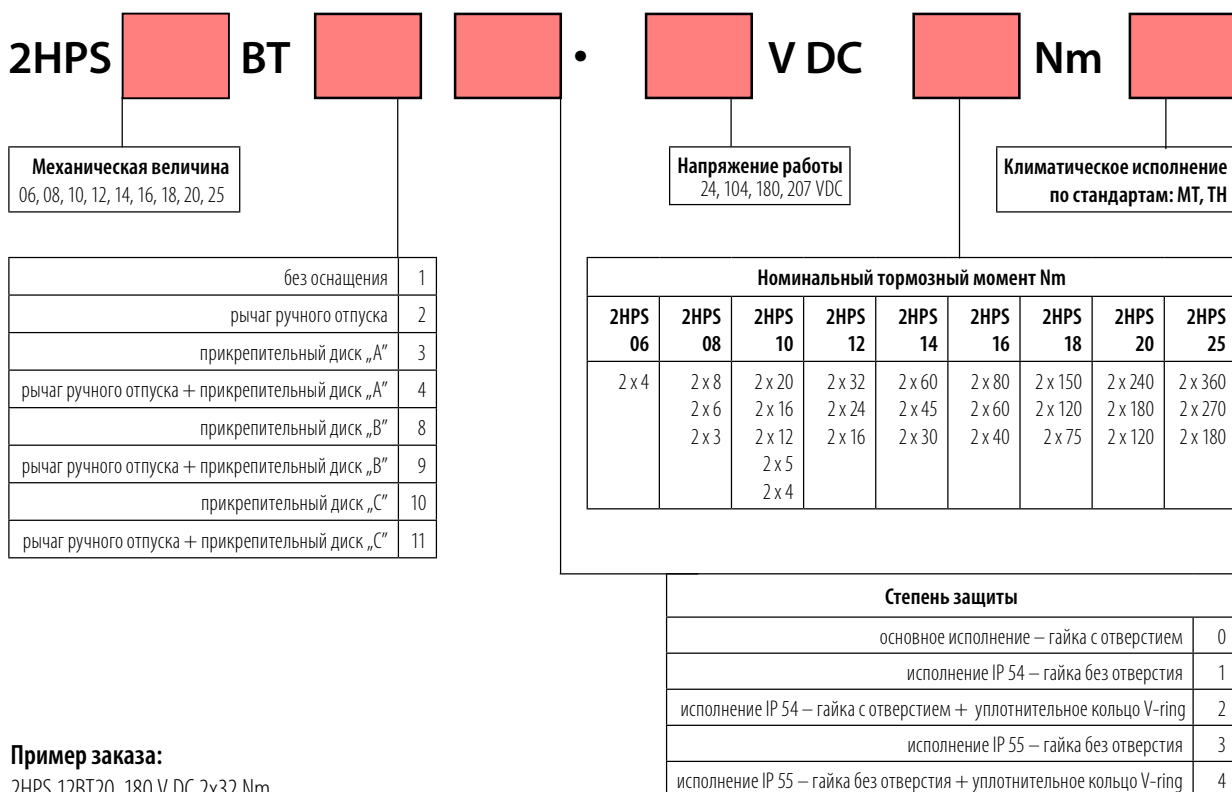 2HPS BT • V DC Nm
Механическая величина
06, 08, 10, 12, 14, 16, 18, 20, 25
Напряжение работы
24, 104, 180, 207 VDC
Климатическое исполнение
по стандартам: MT, TH
без оснащения 1
рычаг ручного отпуска 2
прикрепительный диск „A” 3
рычаг ручного отпуска + прикрепительный диск „A” 4
прикрепительный диск „B” 8
рычаг ручного отпуска + прикрепительный диск „B” 9
прикрепительный диск „C” 10
рычаг ручного отпуска + прикрепительный диск „C” 11
Номинальный тормозный момент Nm
2HPS 2HPS 2HPS 2HPS 2HPS 2HPS 2HPS 2HPS 2HPS
06 08 10 12 14 16 18 20 25
2 x 4 2 x 8 2 x 20 2 x 32 2 x 60 2 x 80 2 x 150 2 x 240 2 x 360
2 x 6 2 x 16 2 x 24 2 x 45 2 x 60 2 x 120 2 x 180 2 x 270
2 x 3 2 x 12 2 x 16 2 x 30 2 x 40 2 x 75 2 x 120 2 x 180
2 x 5
2 x 4
Степень защиты
основное исполнение – гайка с отверстием 0
исполнение IP 54 – гайка без отверстия 1
исполнение IP 54 – гайка с отверстием + уплотнительное кольцо V-ring 2
исполнение IP 55 – гайка без отверстия 3
исполнение IP 55 – гайка без отверстия + уплотнительное кольцо V-ring 4
Пример заказа:
2HPS 12BT20 180 V DC 2x32 Nm